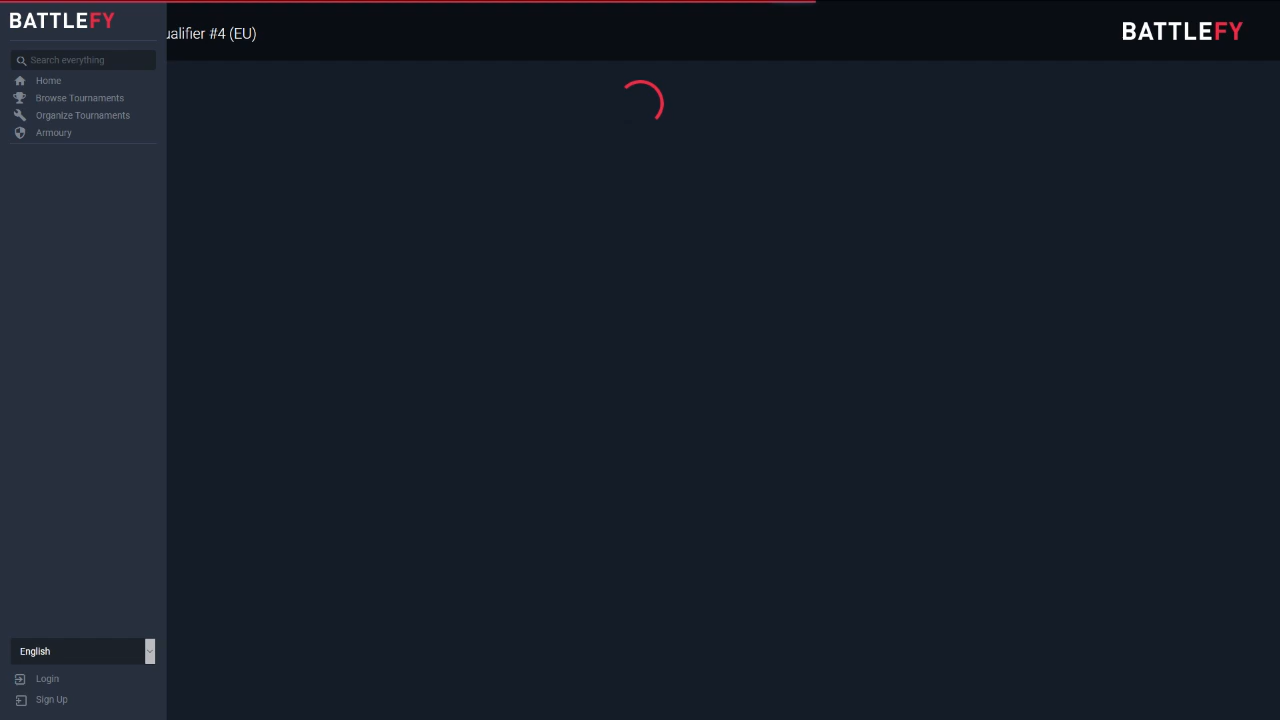 BATTLEFY
ualifier #4 (EU)
BATTLEFY
Search everything
Home
Browse Tournaments
Organize Tournaments
Armoury
English
Login
Sign Up